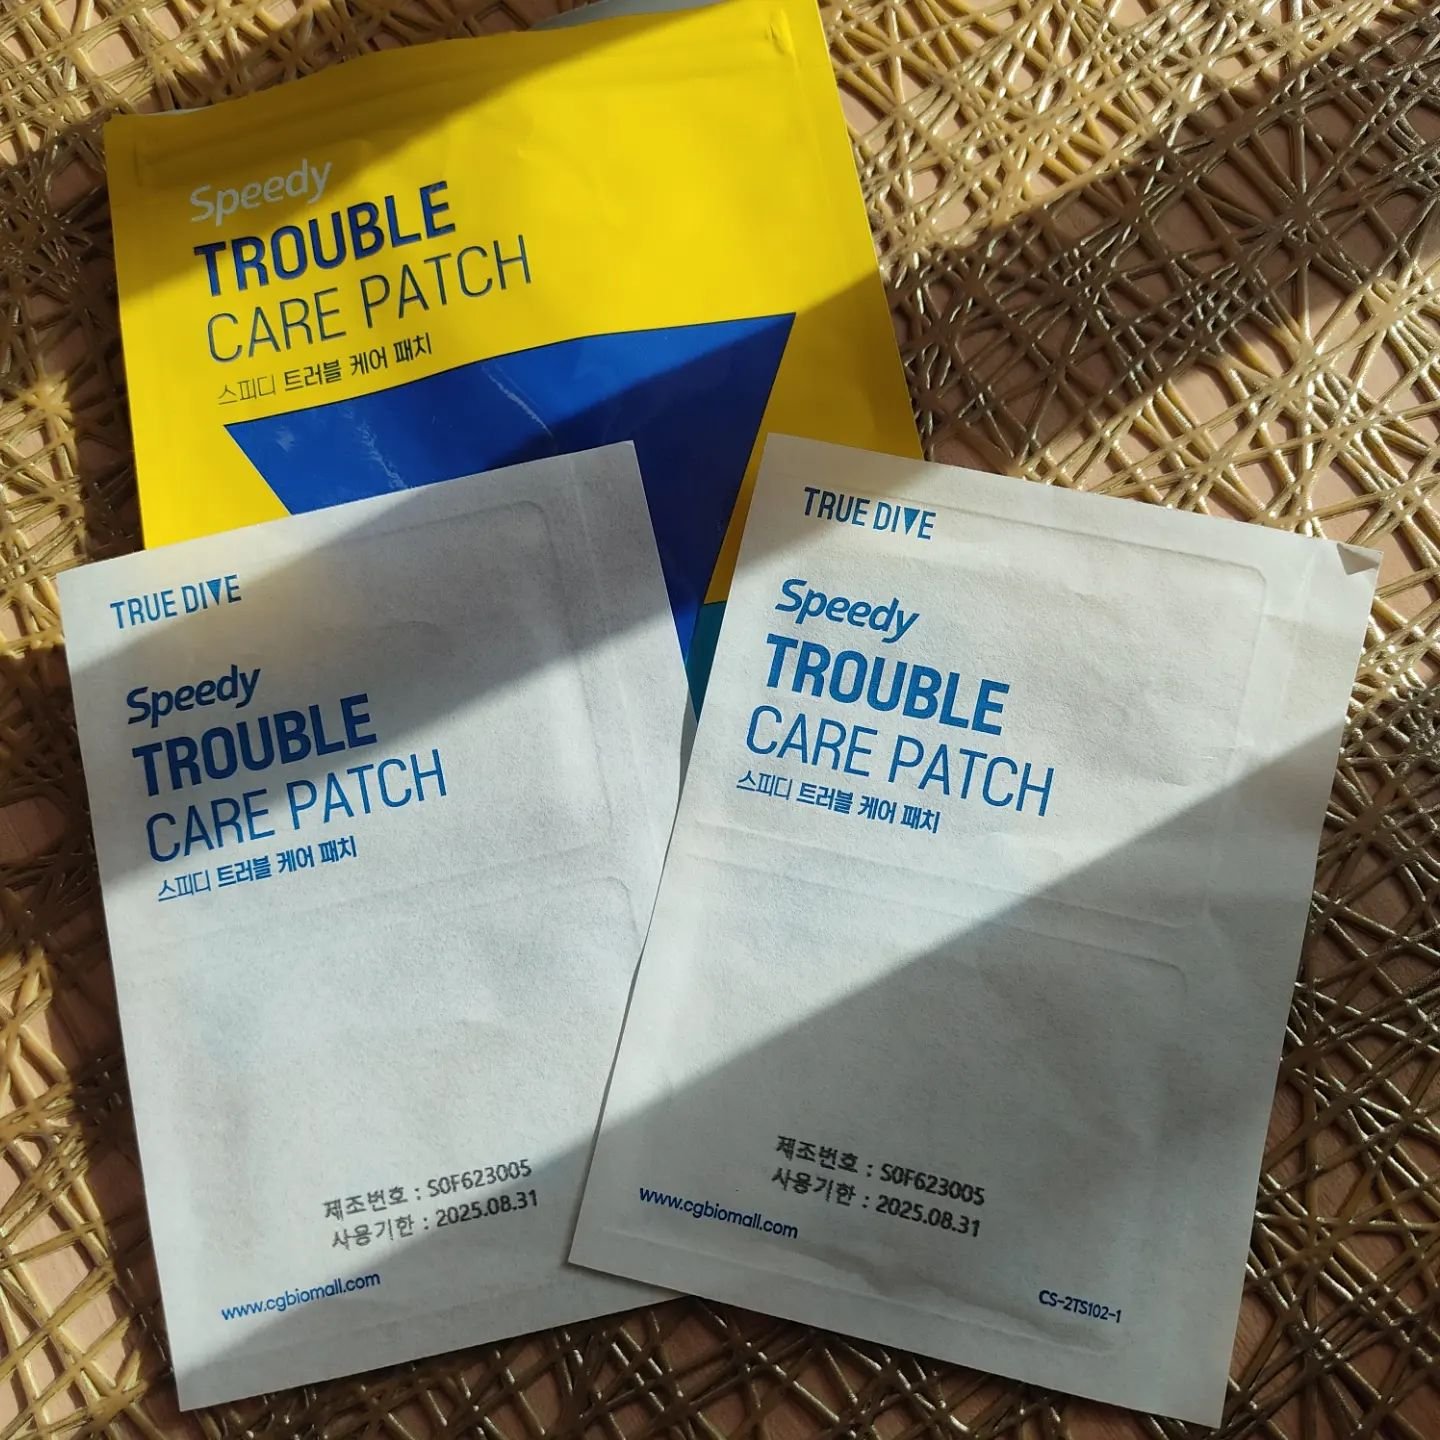 Speedy
TROUBLE
CARE PATCH
스피디 트러블 케어 패치
TRUE DIVE
Speedy
TROUBLE
CARE PATCH
스피디 트러블 케어 패치
제조번호 : S0F623005
사용기한 : 2025.08.31
www.cgbiomall.com
TRUE DIVE
Speedy
TROUBLE
CARE PATCH
스피디 트러블 케어 패치
제조번호 : S0F623005
사용기한 : 2025.08.31
www.cgbiomall.com
CS-2TS102-1